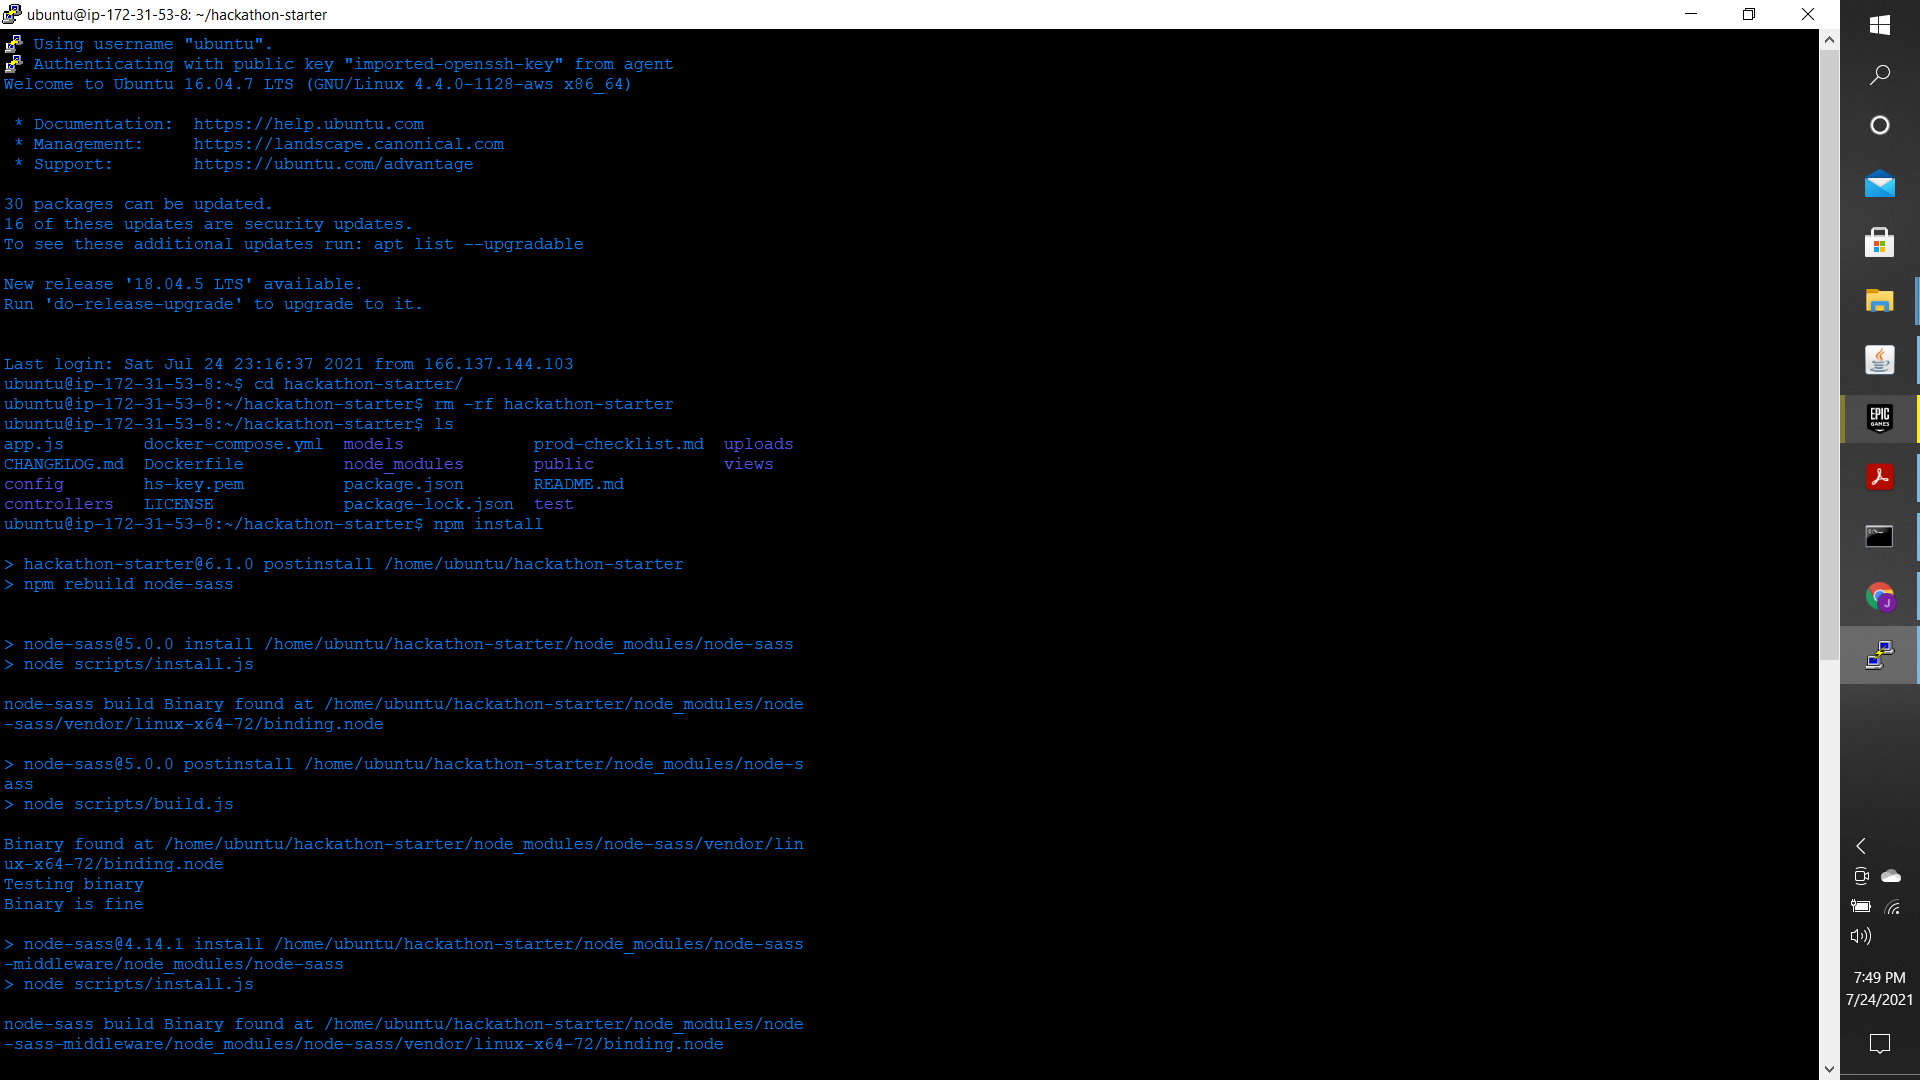 ubuntu@ip-172-31-53-8: ~/hackathon-starter
Using username "ubuntu".
Authenticating with public key "imported-openssh-key" from agent
Welcome to Ubuntu 16.04.7 LTS (GNU/Linux 4.4.0-1128-aws x86_64)
* Documentation:  https://help.ubuntu.com
* Management:     https://landscape.canonical.com
* Support:        https://ubuntu.com/advantage
30 packages can be updated.
16 of these updates are security updates.
To see these additional updates run: apt list --upgradable
New release '18.04.5 LTS' available.
Run 'do-release-upgrade' to upgrade to it.
Last login: Sat Jul 24 23:16:37 2021 from 166.137.144.103
ubuntu@ip-172-31-53-8:~$ cd hackathon-starter/
ubuntu@ip-172-31-53-8:~/hackathon-starter$ rm -rf hackathon-starter
ubuntu@ip-172-31-53-8:~/hackathon-starter$ ls
app.js        docker-compose.yml  models             prod-checklist.md  uploads
CHANGELOG.md  Dockerfile          node_modules       public             views
config        hs-key.pem          package.json       README.md
controllers   LICENSE             package-lock.json  test
ubuntu@ip-172-31-53-8:~/hackathon-starter$ npm install
> hackathon-starter@6.1.0 postinstall /home/ubuntu/hackathon-starter
> npm rebuild node-sass
> node-sass@5.0.0 install /home/ubuntu/hackathon-starter/node_modules/node-sass
> node scripts/install.js
node-sass build Binary found at /home/ubuntu/hackathon-starter/node_modules/node
-sass/vendor/linux-x64-72/binding.node
> node-sass@5.0.0 postinstall /home/ubuntu/hackathon-starter/node_modules/node-s
ass
> node scripts/build.js
Binary found at /home/ubuntu/hackathon-starter/node_modules/node-sass/vendor/lin
ux-x64-72/binding.node
Testing binary
Binary is fine
> node-sass@4.14.1 install /home/ubuntu/hackathon-starter/node_modules/node-sass
-middleware/node_modules/node-sass
> node scripts/install.js
node-sass build Binary found at /home/ubuntu/hackathon-starter/node_modules/node
-sass-middleware/node_modules/node-sass/vendor/linux-x64-72/binding.node
EPIC
GAMES
J
7:49 PM
7/24/2021